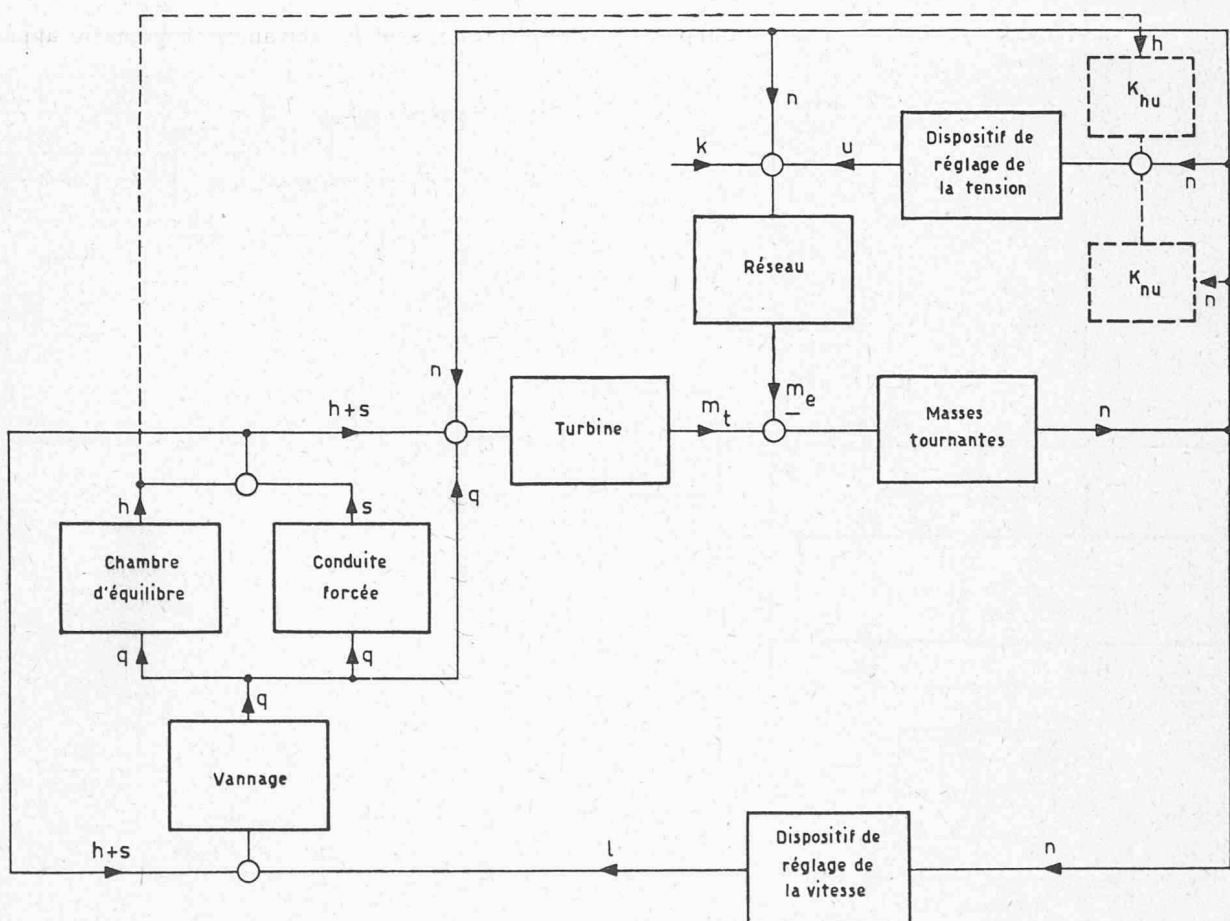 h
K hu
n
k
u
Dispositif de
réglage de
la tension
n
Réseau
K nu
n
n
h+s
Turbine
m t
m e
–
Masses
tournantes
n
q
h
s
Chambre
d'équilibre
Conduite
forcée
q
q
q
Vannage
h+s
l
Dispositif de
réglage de
la vitesse
n